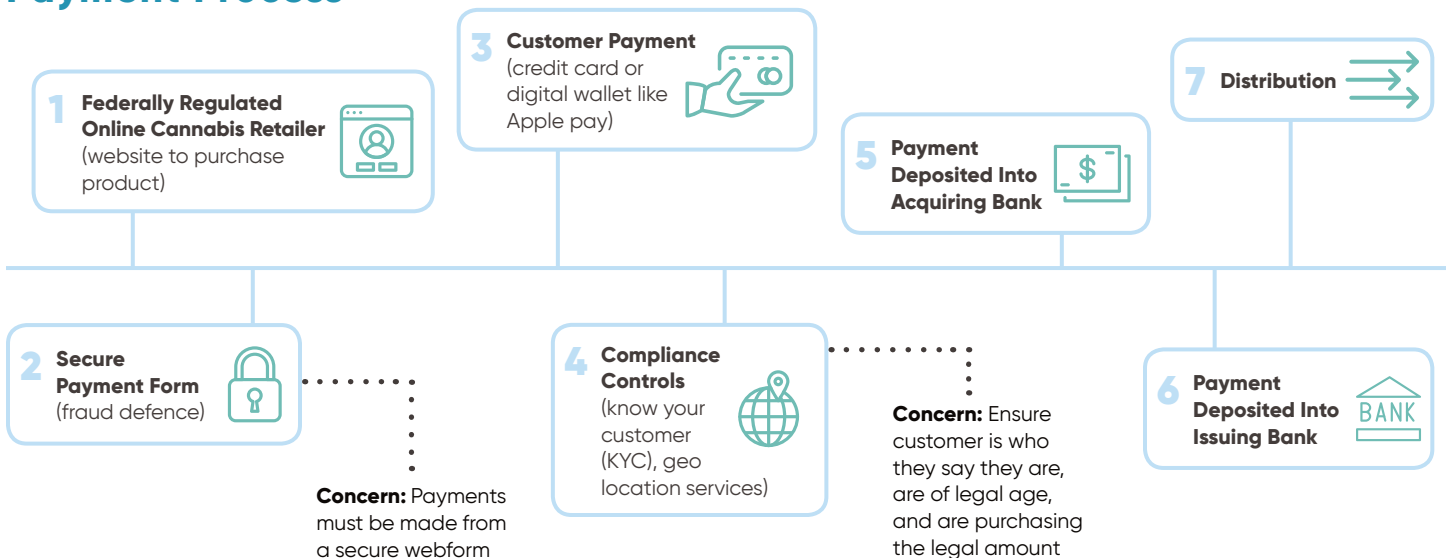 Payment Process
1
Federally Regulated
Online Cannabis Retailer
(website to purchase
product)
2
Secure
Payment Form
(fraud defence)
Concern: Payments
must be made from
a secure webform
3
Customer Payment
(credit card or
digital wallet like
Apple pay)
4
Compliance
Controls
(know your
customer
(KYC), geo
location services)
Concern: Ensure
customer is who
they say they are,
are of legal age,
and are purchasing
the legal amount
5
Payment
Deposited Into
Acquiring Bank
$
6
Payment
Deposited Into
Issuing Bank
BANK
7
Distribution